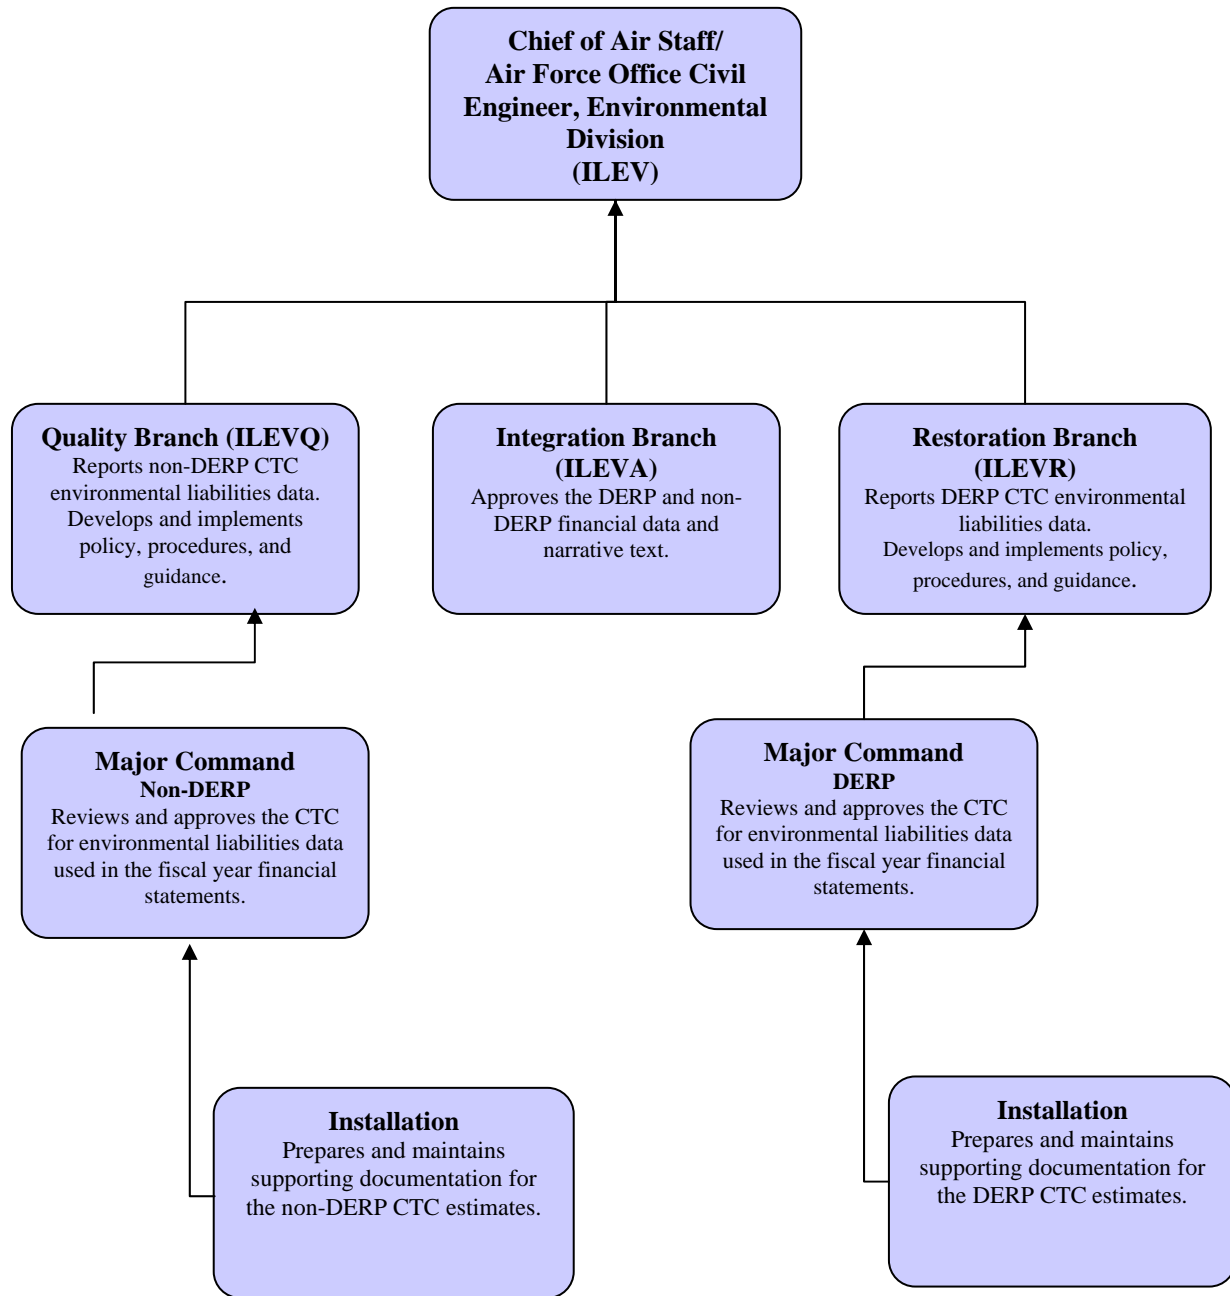 Chief of Air Staff/
Air Force Office Civil
Engineer, Environmental
Division
(ILEV)
Quality Branch (ILEVQ)
Reports non-DERP CTC
environmental liabilities data.
Develops and implements
policy, procedures, and
guidance.
Integration Branch
(ILEVA)
Approves the DERP and non-
DERP financial data and
narrative text.
Restoration Branch
(ILEVR)
Reports DERP CTC environmental
liabilities data.
Develops and implements policy,
procedures, and guidance.
Major Command
Non-DERP
Reviews and approves the CTC
for environmental liabilities data
used in the fiscal year financial
statements.
Major Command
DERP
Reviews and approves the CTC
for environmental liabilities data
used in the fiscal year financial
statements.
Installation
Prepares and maintains
supporting documentation for
the non-DERP CTC estimates.
Installation
Prepares and maintains
supporting documentation for
the DERP CTC estimates.